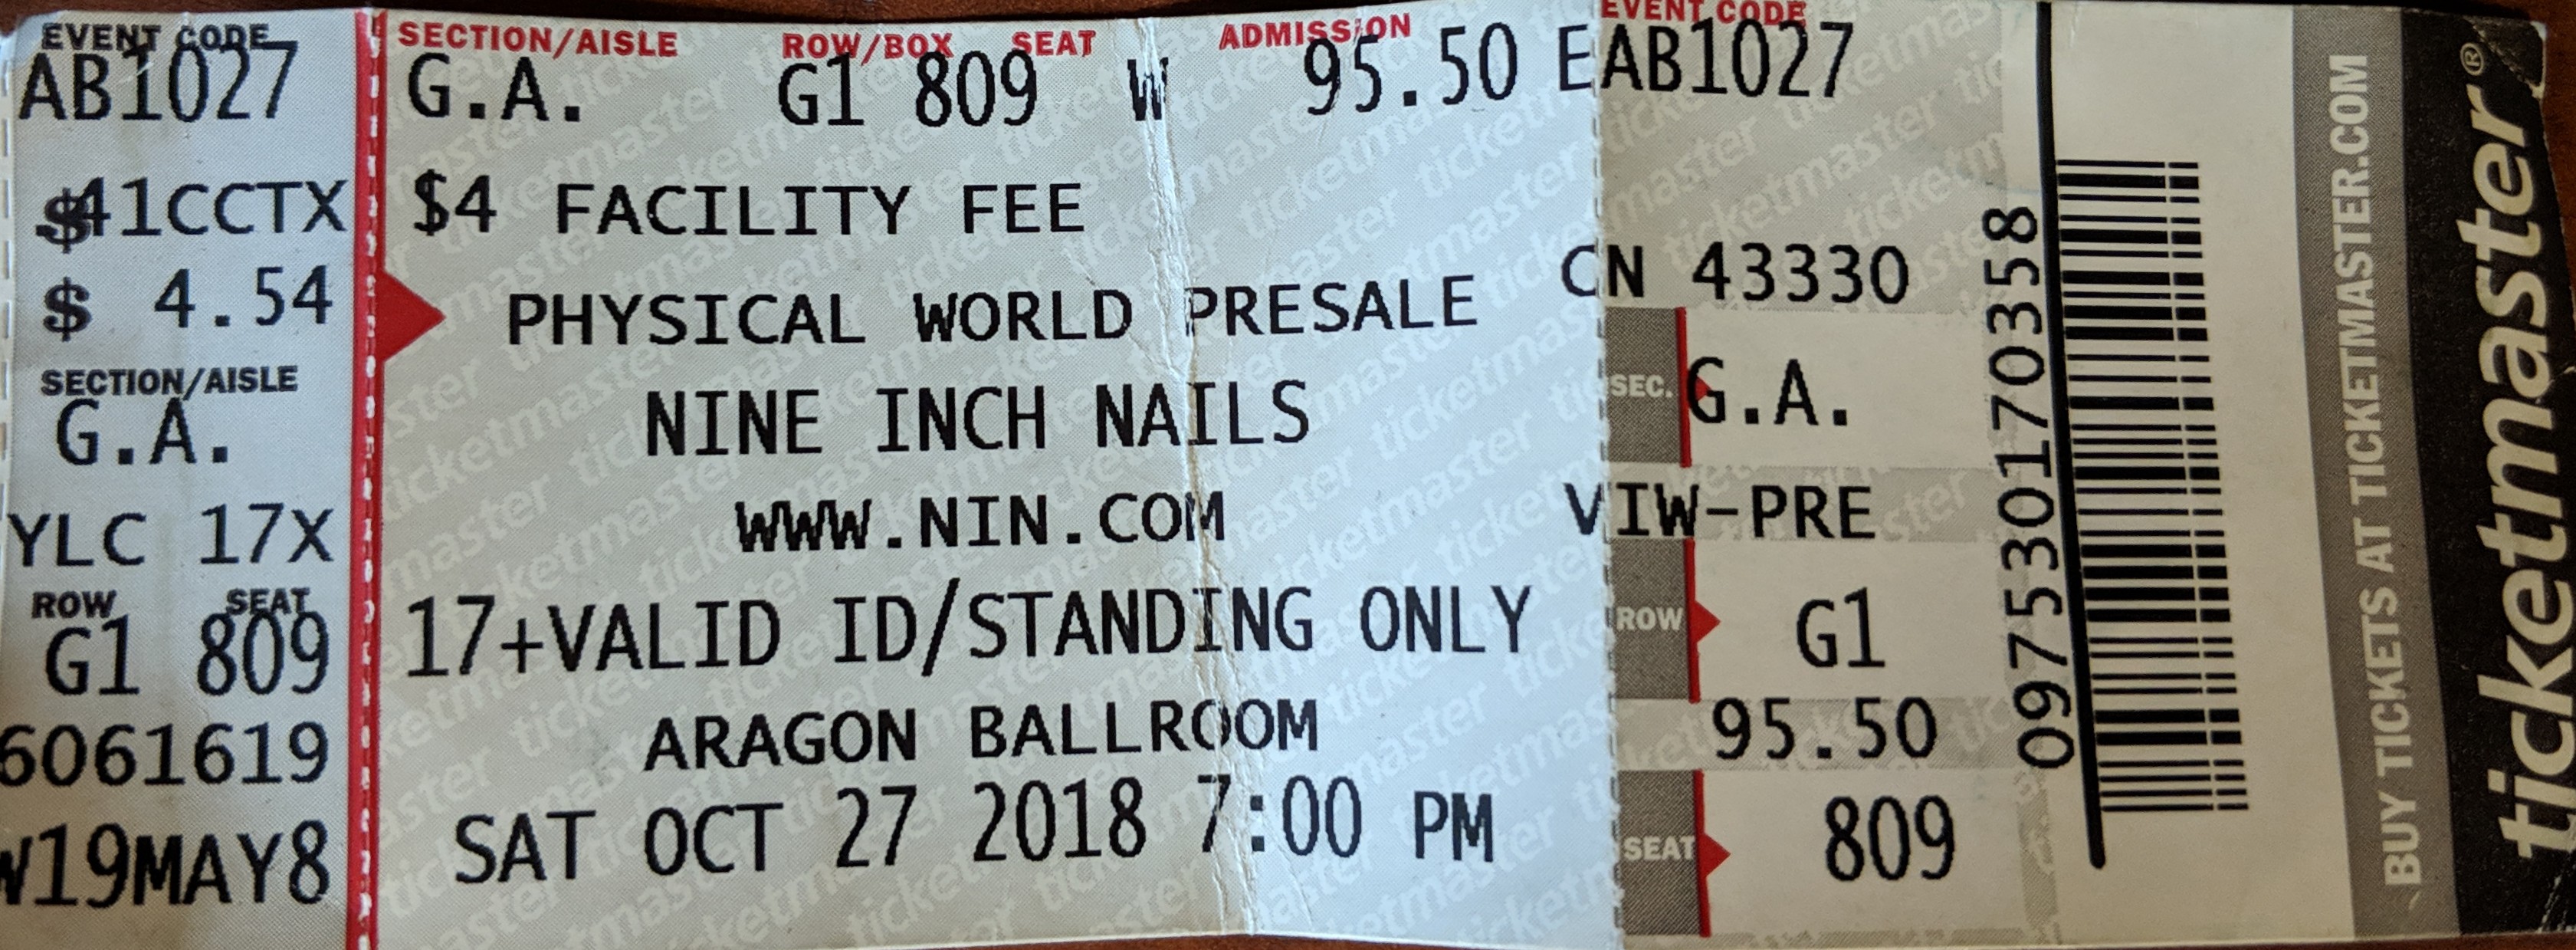 EVENT CODE
AB1027
$41CCTX
$ 4.54
SECTION/AISLE
G.A.
YLC 17X
ROW SEAT
G1 809
6061619
W19MAY8
SECTION/AISLE ROW/BOX SEAT ADMISSION
G.A. G1 809 W 95.50
$4 FACILITY FEE
PHYSICAL WORLD PRESALE
NINE INCH NAILS
WWW.NIN.COM
17+VALID ID/STANDING ONLY
ARAGON BALLROOM
SAT OCT 27 2018 7:00 PM
EVENT CODE
EAB1027
CN 43330
SEC. G.A.
VIW-PRE
ROW G1
95.50
SEAT 809
0975301170358
BUY TICKETS AT TICKETMASTER.COM
ticketmaster®